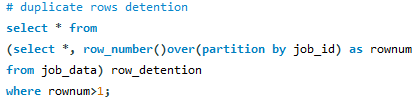 # duplicate rows detention
select * from
(select *, row_number()over(partition by job_id) as rownum
from job_data) row_detention
where rownum>1;